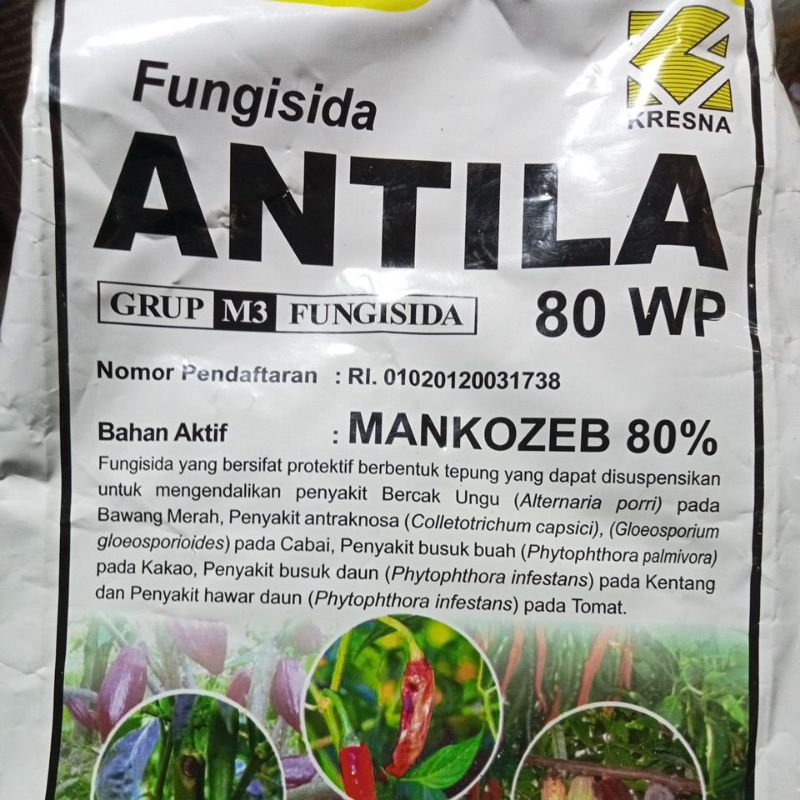 KRESNA
Fungisida
ANTILA
GRUP M3 FUNGISIDA
80 WP
Nomor Pendaftaran : RI. 01020120031738
Bahan Aktif : MANKOZEB 80%
Fungisida yang bersifat protektif berbentuk tepung yang dapat disuspensikan
untuk mengendalikan penyakit Bercak Ungu (Alternaria porri) pada
Bawang Merah, Penyakit antraknosa (Colletotrichum capsici), (Gloeosporium
gloeosporioides) pada Cabai, Penyakit busuk buah (Phytophthora palmivora)
pada Kakao, Penyakit busuk daun (Phytophthora infestans) pada Kentang
dan Penyakit hawar daun (Phytophthora infestans) pada Tomat.